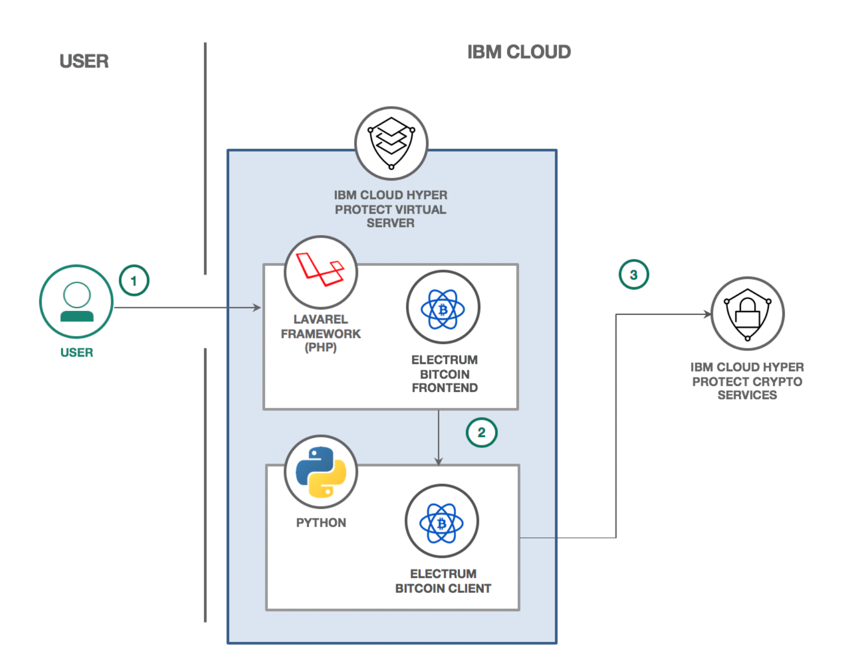 USER
IBM CLOUD
IBM CLOUD HYPER
PROTECT VIRTUAL
SERVER
1
USER
LAVAREL
FRAMEWORK
(PHP)
ELECTRUM
BITCOIN
FRONTEND
2
PYTHON
ELECTRUM
BITCOIN CLIENT
3
IBM CLOUD HYPER
PROTECT CRYPTO
SERVICES